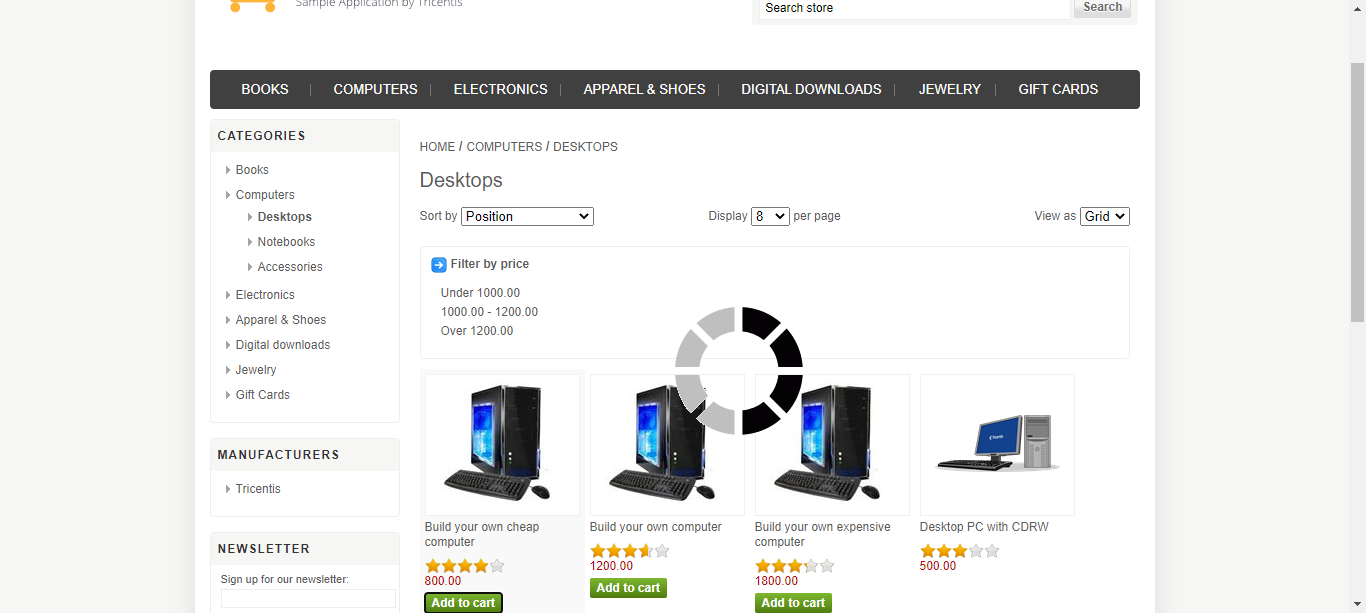 Sample Application by Tricentis
Search store
Search
BOOKS
COMPUTERS
ELECTRONICS
APPAREL & SHOES
DIGITAL DOWNLOADS
JEWELRY
GIFT CARDS
CATEGORIES
Books
Computers
Desktops
Notebooks
Accessories
Electronics
Apparel & Shoes
Digital downloads
Jewelry
Gift Cards
MANUFACTURERS
Tricentis
NEWSLETTER
Sign up for our newsletter:
HOME / COMPUTERS / DESKTOPS
Desktops
Sort by Position
Display 8 per page
View as Grid
Filter by price
Under 1000.00
1000.00 - 1200.00
Over 1200.00
Build your own cheap
computer
800.00
Add to cart
Build your own computer
1200.00
Add to cart
Build your own expensive
computer
1800.00
Add to cart
Desktop PC with CDRW
500.00